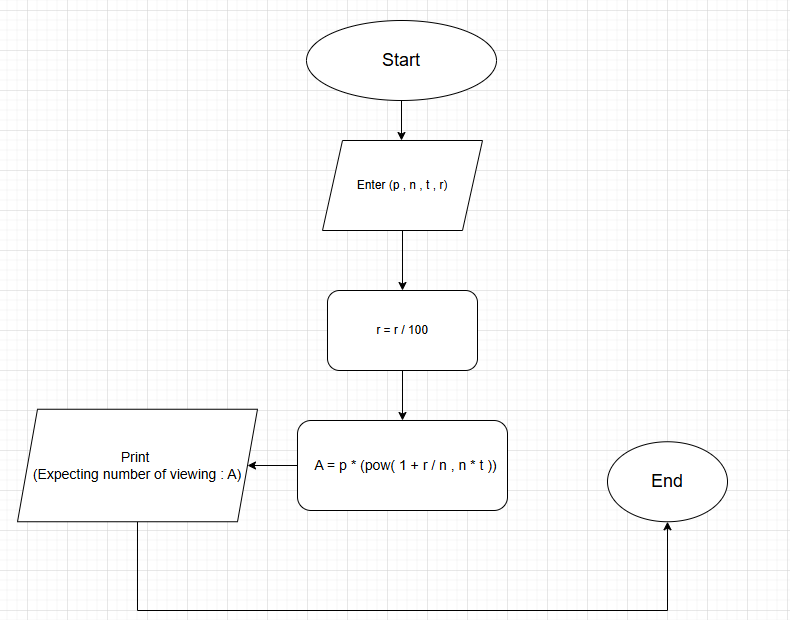 Start
Enter (p , n , t , r)
r = r / 100
A = p * (pow( 1 + r / n , n * t ))
Print
(Expecting number of viewing : A)
End